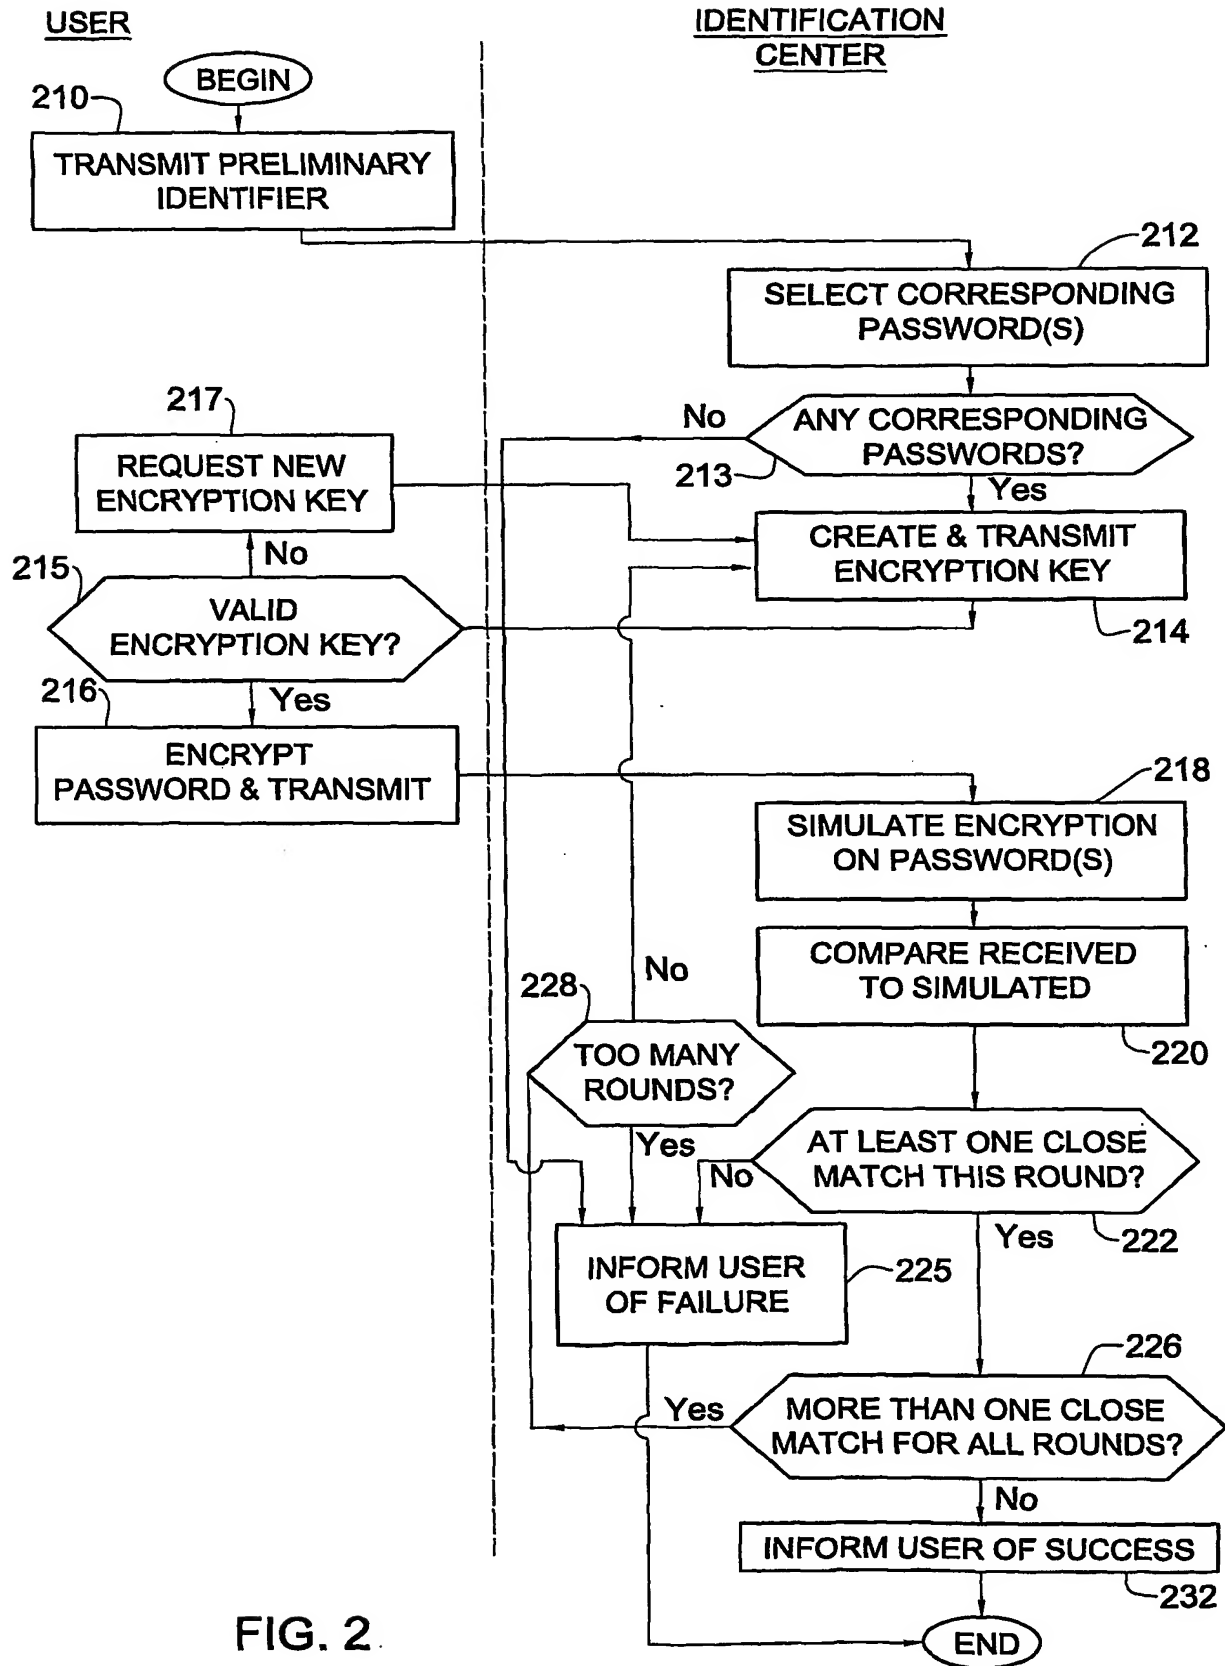 USER
IDENTIFICATION
CENTER
BEGIN
210
TRANSMIT PRELIMINARY
IDENTIFIER
212
SELECT CORRESPONDING
PASSWORD(S)
217
No
ANY CORRESPONDING
PASSWORDS?
213
REQUEST NEW
ENCRYPTION KEY
Yes
No
CREATE & TRANSMIT
ENCRYPTION KEY
215
VALID
ENCRYPTION KEY?
214
216
Yes
ENCRYPT
PASSWORD & TRANSMIT
218
SIMULATE ENCRYPTION
ON PASSWORD(S)
COMPARE RECEIVED
TO SIMULATED
No
228
220
TOO MANY
ROUNDS?
Yes
AT LEAST ONE CLOSE
MATCH THIS ROUND?
No
Yes
222
INFORM USER
OF FAILURE
225
226
Yes
MORE THAN ONE CLOSE
MATCH FOR ALL ROUNDS?
No
INFORM USER OF SUCCESS
232
FIG. 2
END